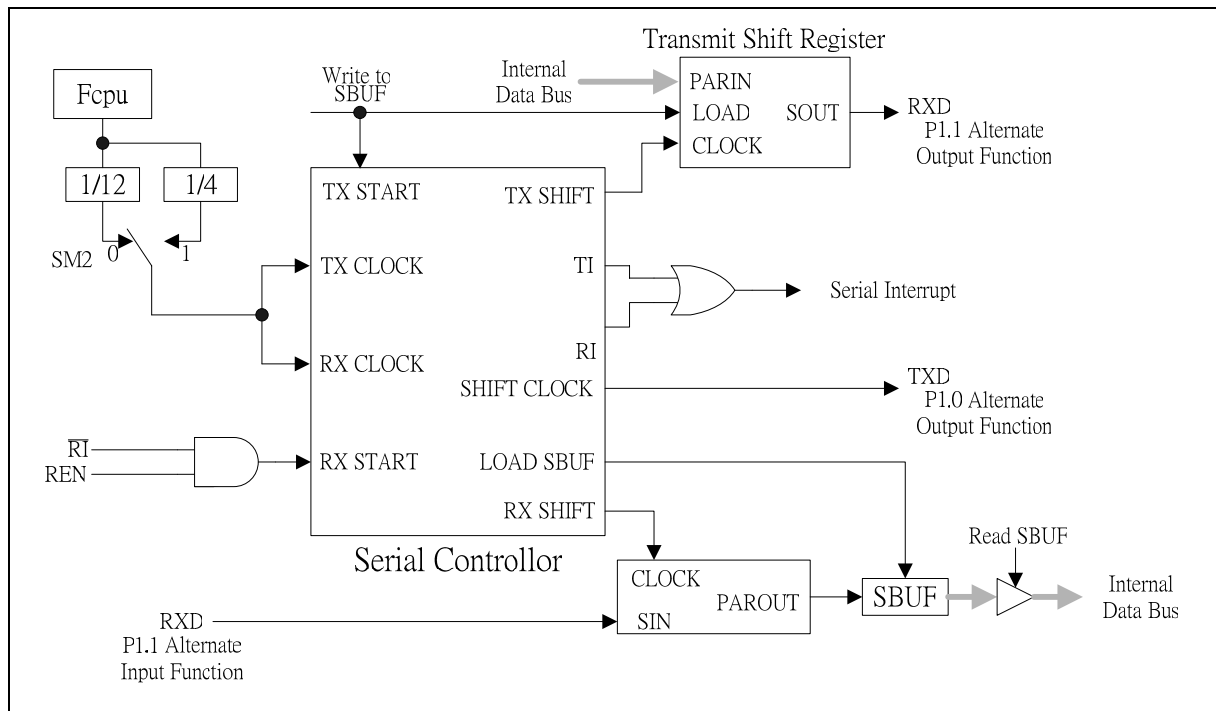 Transmit Shift Register
Fcpu
Write to
SBUF
Internal
Data Bus
PARIN
LOAD
SOUT
CLOCK
RXD
P1.1 Alternate
Output Function
1/12
1/4
TX START
TX SHIFT
SM2
0
1
TX CLOCK
TI
Serial Interrupt
RX CLOCK
RI
SHIFT CLOCK
TXD
P1.0 Alternate
Output Function
RI
REN
RX START
LOAD SBUF
RX SHIFT
Serial Controllor
Read SBUF
CLOCK
PAROUT
SIN
SBUF
Internal
Data Bus
RXD
P1.1 Alternate
Input Function